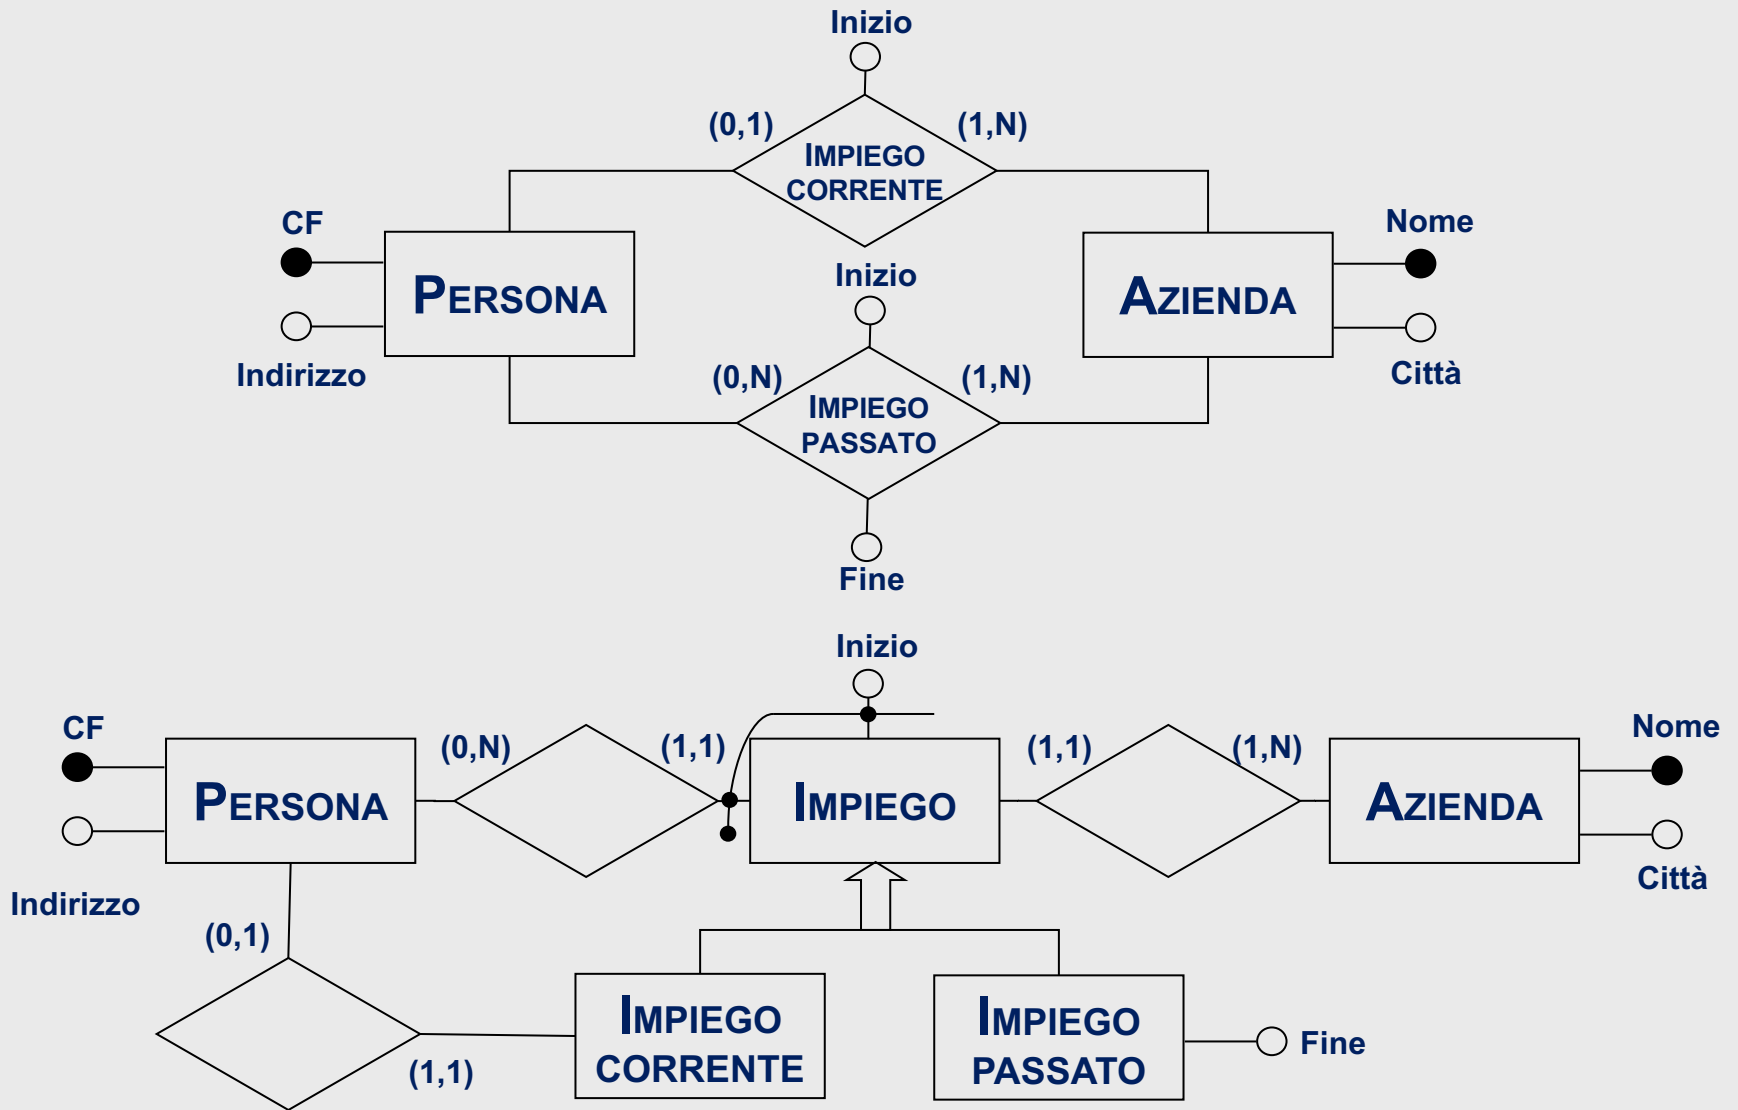 Inizio
(0,1) (1,N)
IMPIEGO
CORRENTE
CF
Nome
PERSONA
AZIENDA
Inizio
Indirizzo
(0,N) (1,N)
Città
IMPIEGO
PASSATO
Fine
Inizio
CF
Nome
(0,N) (1,1) (1,1) (1,N)
PERSONA IMPIEGO AZIENDA
Indirizzo
Città
(0,1)
IMPIEGO
CORRENTE
IMPIEGO
PASSATO
Fine
(1,1)